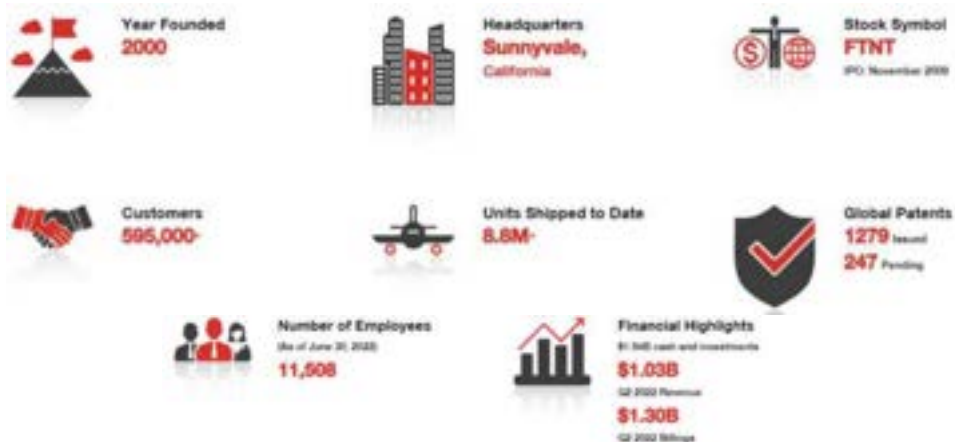 Year Founded
2000
Headquarters
Sunnyvale,
California
Stock Symbol
FTNT
IPO: November 2009
Customers
595,000+
Units Shipped to Date
8.8M+
Global Patents
1279 Issued
247 Pending
Number of Employees
(As of June 30, 2022)
11,508
Financial Highlights
cash and investments
$1.03B
Q2 2022 Revenue
$1.30B
Q2 2022 Billings